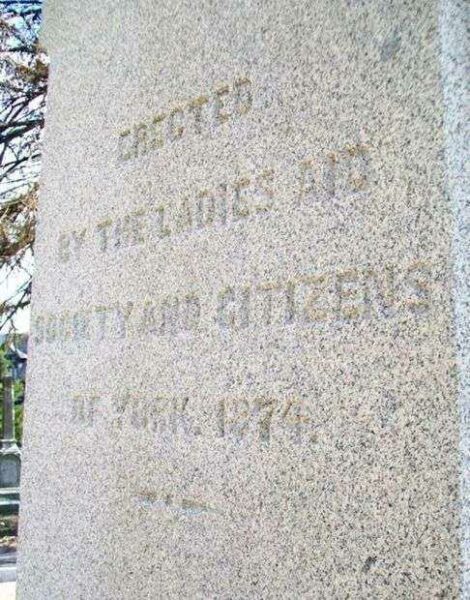 ERECTED
BY THE LADIES AID
SOCIETY AND CITIZENS
OF YORK. 1874.